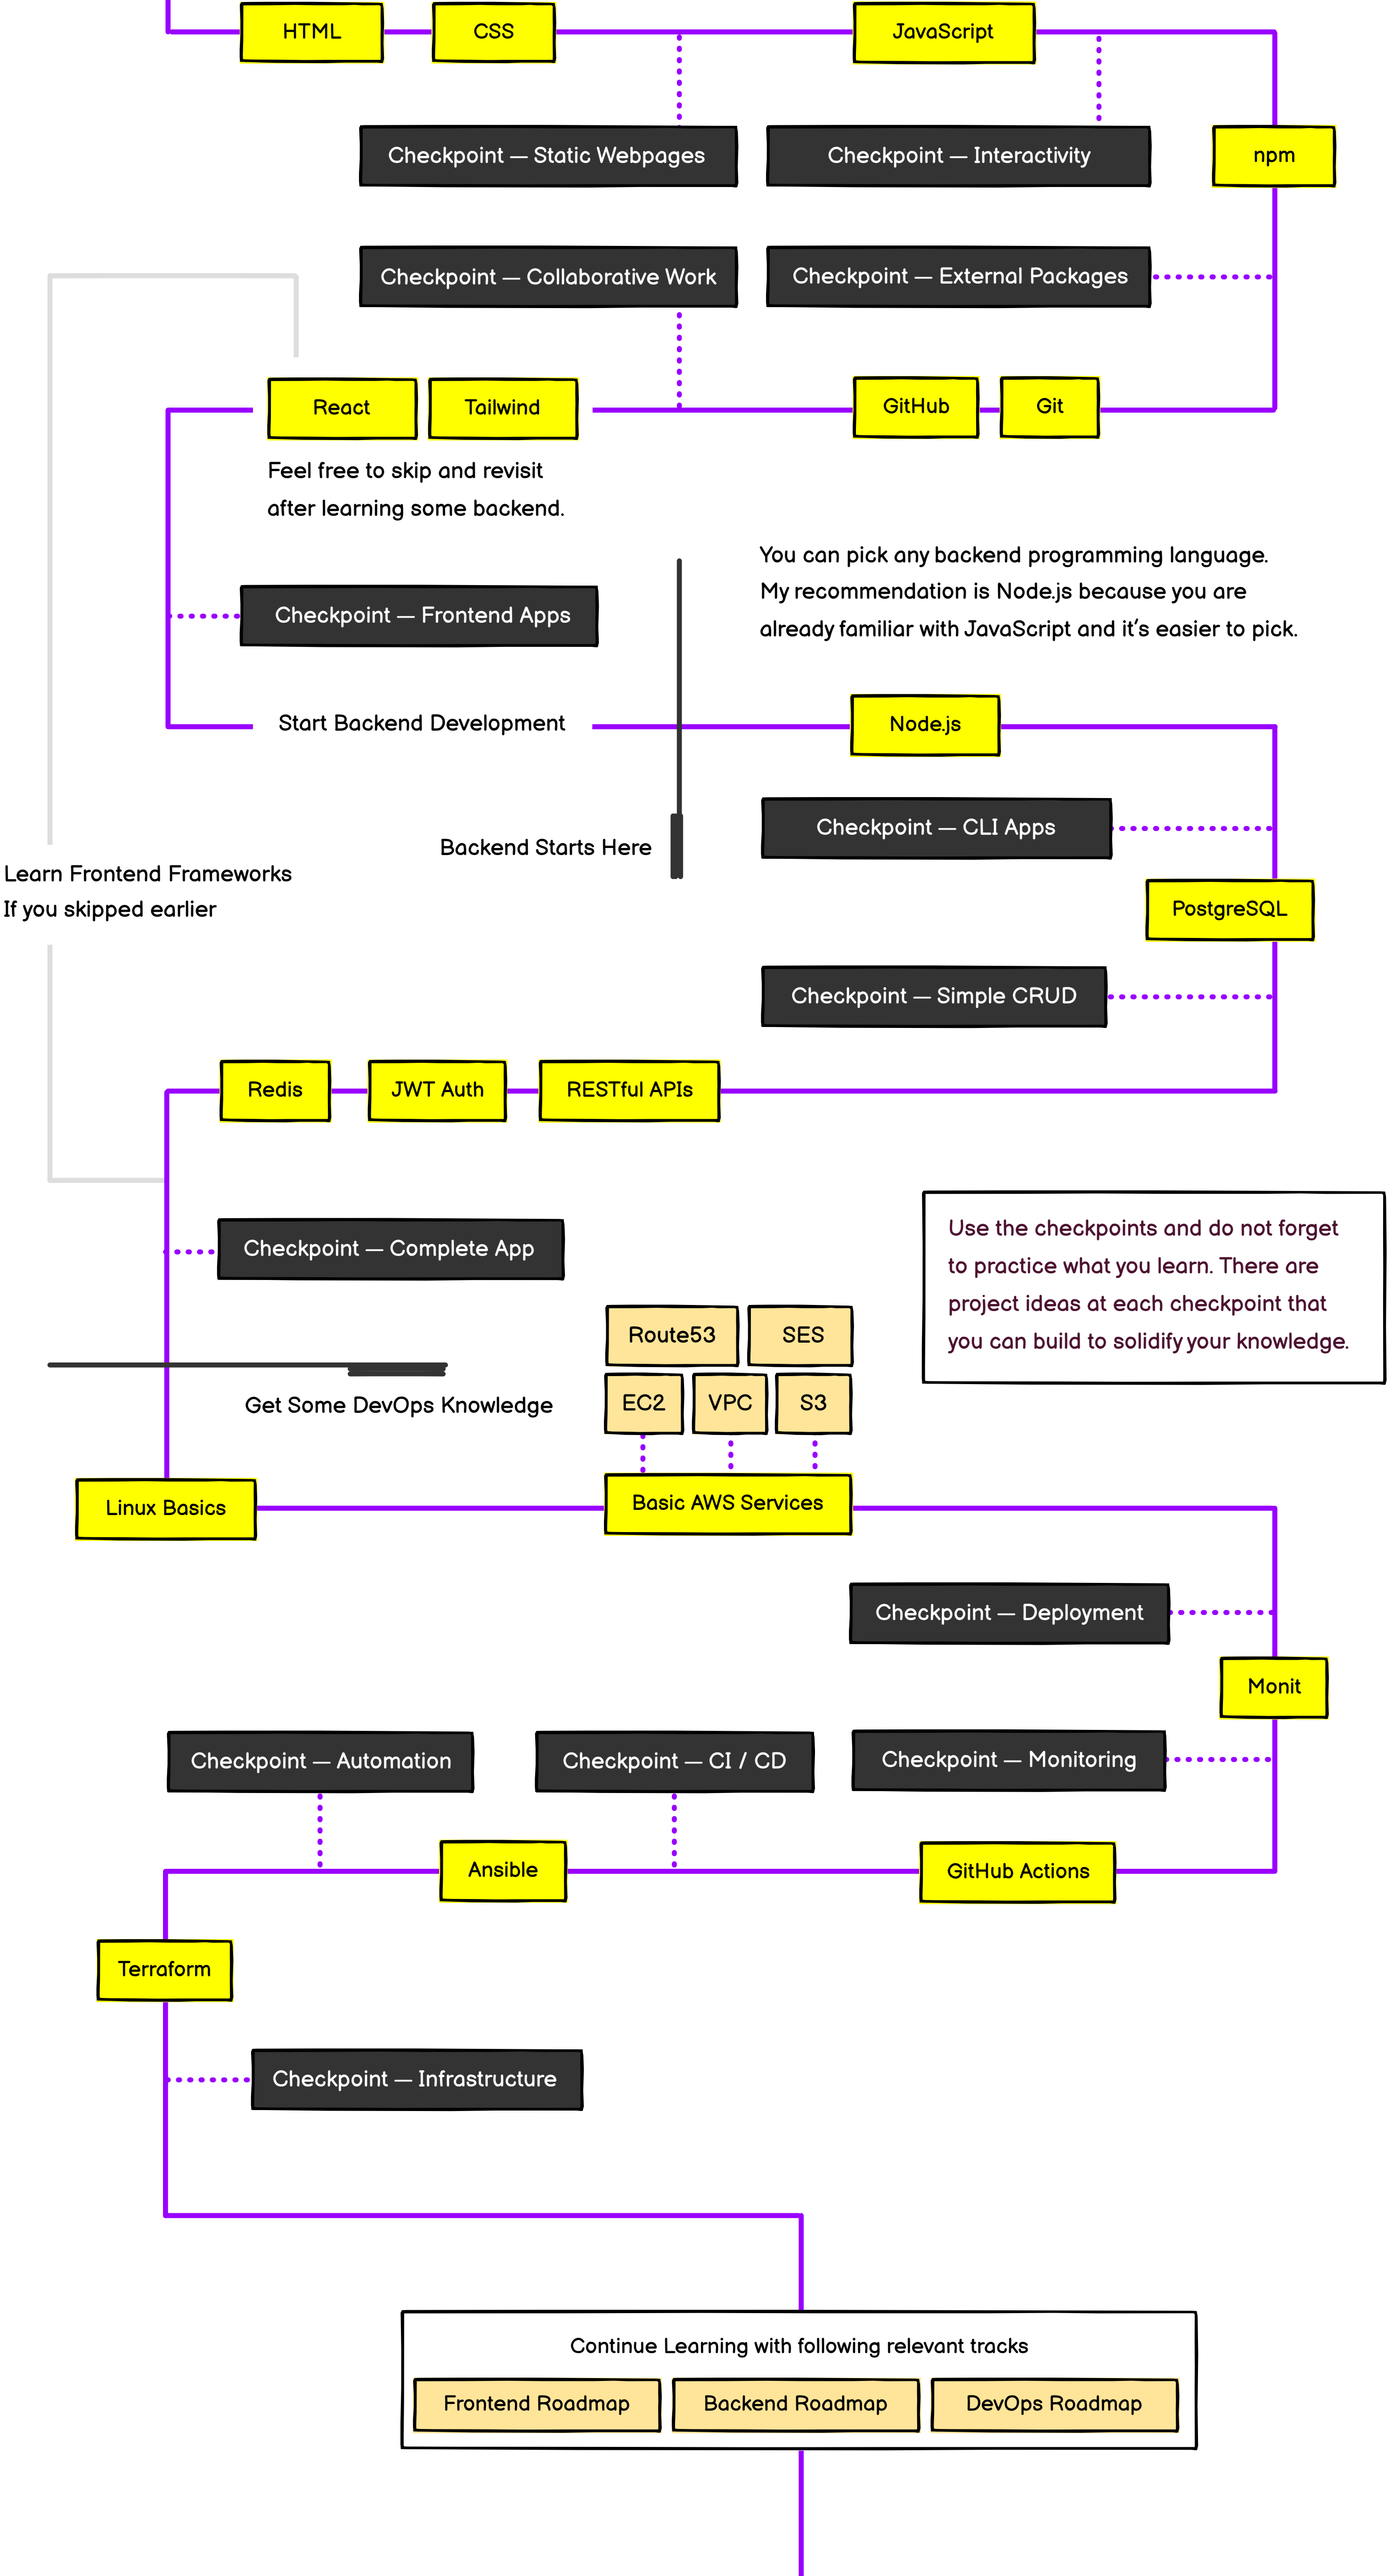 HTML
CSS
JavaScript
Checkpoint — Static Webpages
Checkpoint — Interactivity
npm
Checkpoint — Collaborative Work
Checkpoint — External Packages
React
Tailwind
GitHub
Git
Feel free to skip and revisit
after learning some backend.
You can pick any backend programming language.
My recommendation is Node.js because you are
already familiar with JavaScript and it's easier to pick.
Checkpoint — Frontend Apps
Start Backend Development
Node.js
Checkpoint — CLI Apps
Backend Starts Here
Learn Frontend Frameworks
If you skipped earlier
PostgreSQL
Checkpoint — Simple CRUD
Redis
JWT Auth
RESTful APIs
Checkpoint — Complete App
Use the checkpoints and do not forget
to practice what you learn. There are
project ideas at each checkpoint that
you can build to solidify your knowledge.
Route53
SES
EC2
VPC
S3
Get Some DevOps Knowledge
Linux Basics
Basic AWS Services
Checkpoint — Deployment
Monit
Checkpoint — Automation
Checkpoint — CI / CD
Checkpoint — Monitoring
Ansible
GitHub Actions
Terraform
Checkpoint — Infrastructure
Continue Learning with following relevant tracks
Frontend Roadmap
Backend Roadmap
DevOps Roadmap